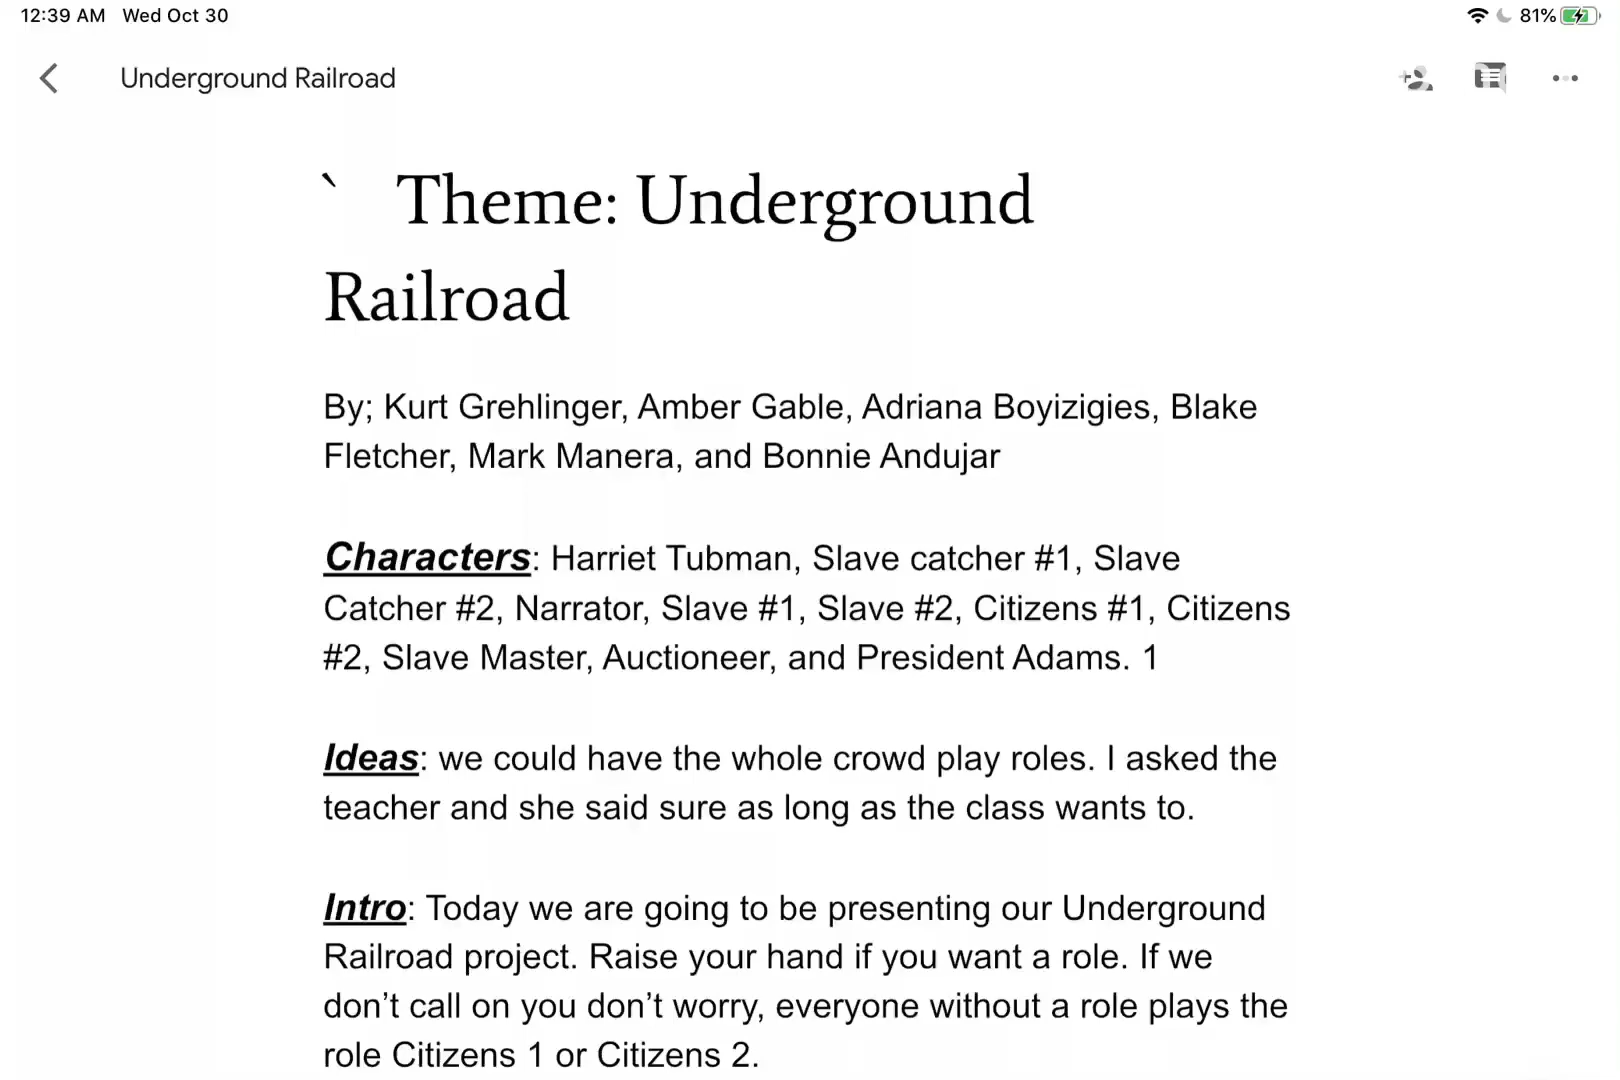 12:39 AM Wed Oct 30
81%
Underground Railroad
` Theme: Underground
Railroad
By; Kurt Grehlinger, Amber Gable, Adriana Boyizigies, Blake
Fletcher, Mark Manera, and Bonnie Andujar
Characters: Harriet Tubman, Slave catcher #1, Slave
Catcher #2, Narrator, Slave #1, Slave #2, Citizens #1, Citizens
#2, Slave Master, Auctioneer, and President Adams. 1
Ideas: we could have the whole crowd play roles. I asked the
teacher and she said sure as long as the class wants to.
Intro: Today we are going to be presenting our Underground
Railroad project. Raise your hand if you want a role. If we
don’t call on you don’t worry, everyone without a role plays the
role Citizens 1 or Citizens 2.